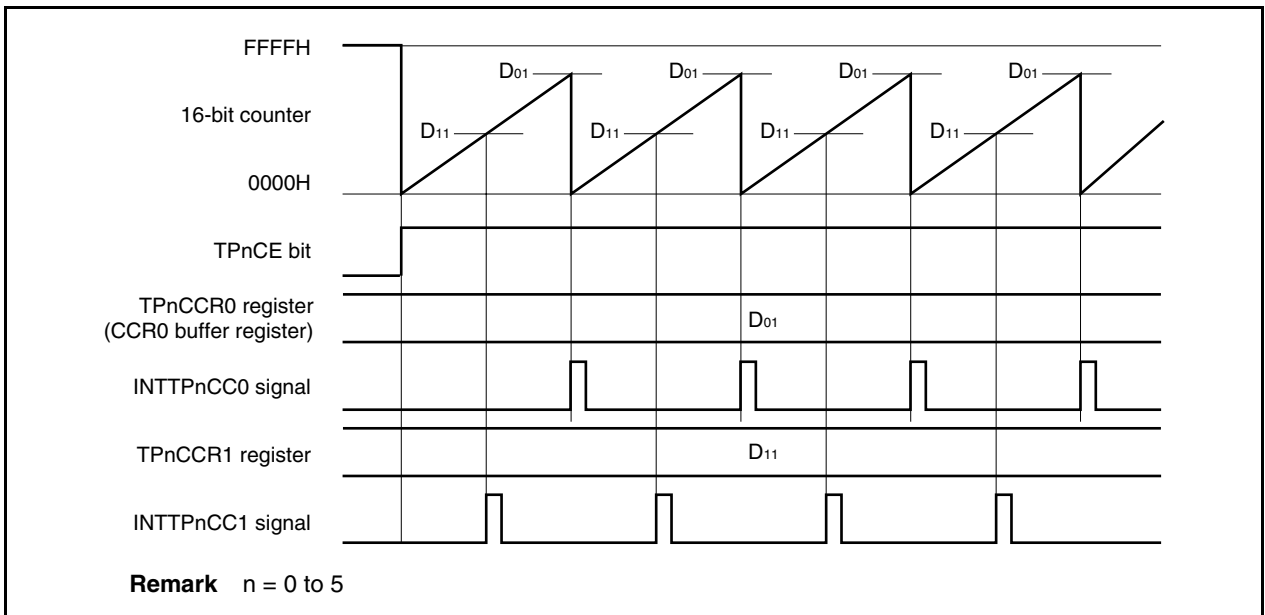 FFFFH
D01 D01 D01 D01
16-bit counter
D11 D11 D11 D11
0000H
TPnCE bit
TPnCCR0 register
(CCR0 buffer register)
D01
INTTPnCC0 signal
TPnCCR1 register
D11
INTTPnCC1 signal
Remark n = 0 to 5